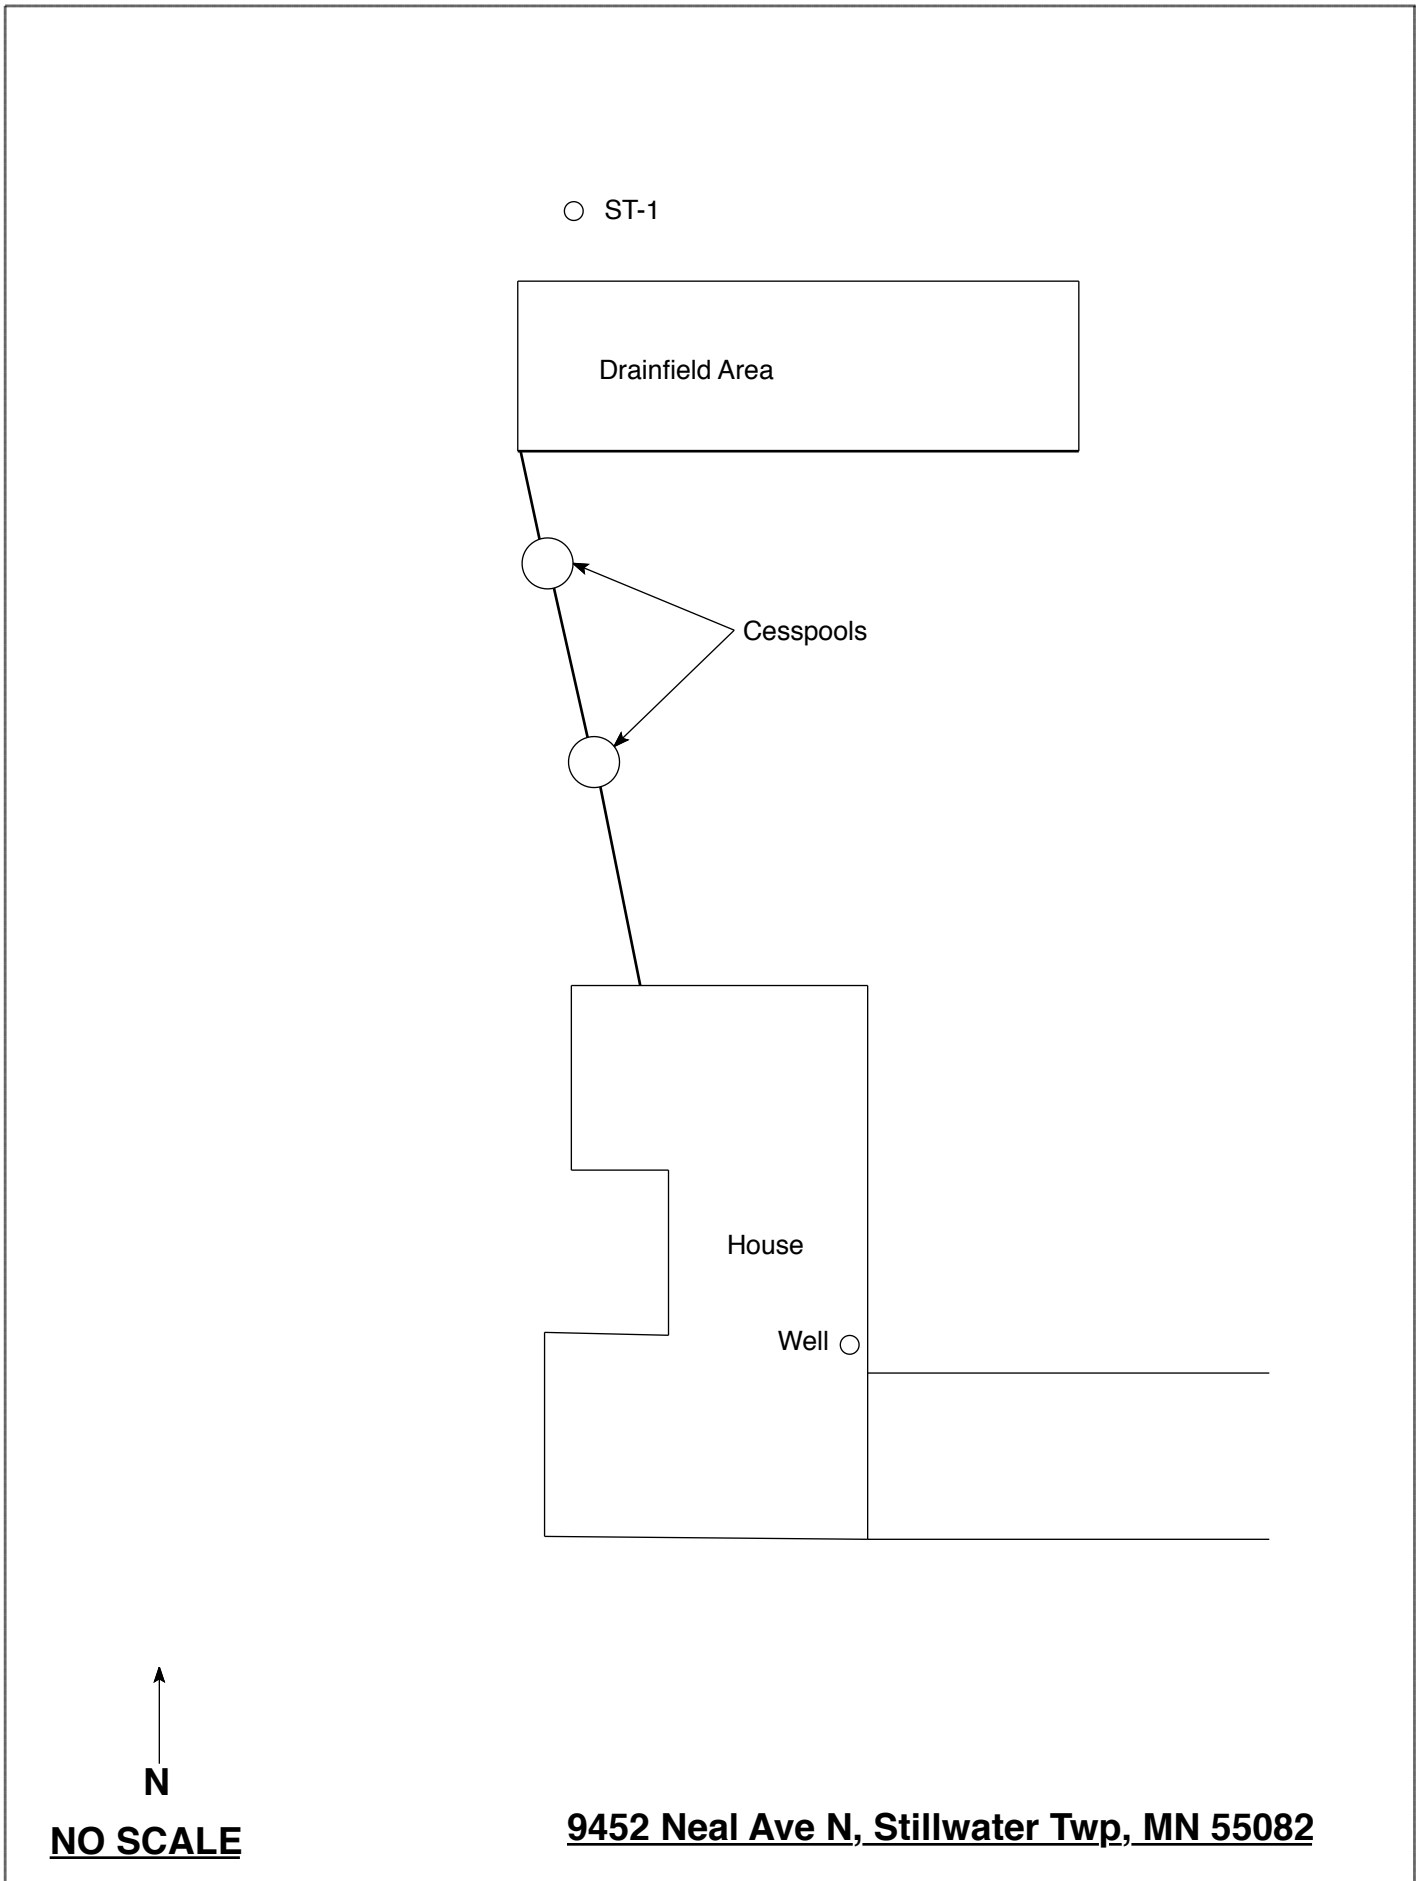 ST-1
Drainfield Area
Cesspools
House
Well
N
NO SCALE
9452 Neal Ave N, Stillwater Twp, MN 55082